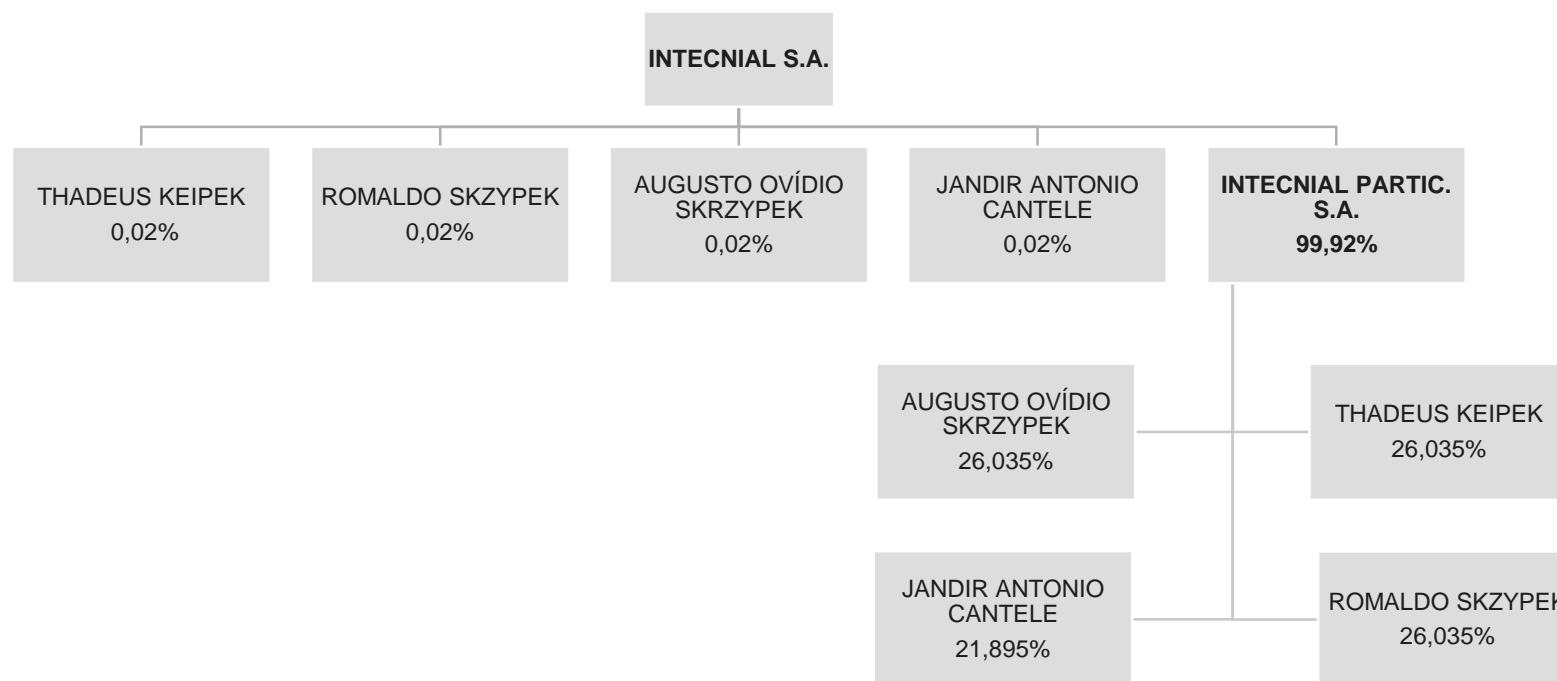 INTECNIAL S.A.
THADEUS KEIPEK
0,02%
ROMALDO SKZYPEK
0,02%
AUGUSTO OVÍDIO
SKRZYPEK
0,02%
JANDIR ANTONIO
CANTELE
0,02%
INTECNIAL PARTIC.
S.A.
99,92%
AUGUSTO OVÍDIO
SKRZYPEK
26,035%
THADEUS KEIPEK
26,035%
JANDIR ANTONIO
CANTELE
21,895%
ROMALDO SKZYPEK
26,035%